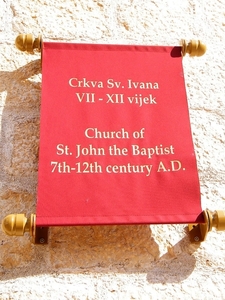 Crkva Sv. Ivana
VII - XII vijek
Church of
St. John the Baptist
7th-12th century A.D.